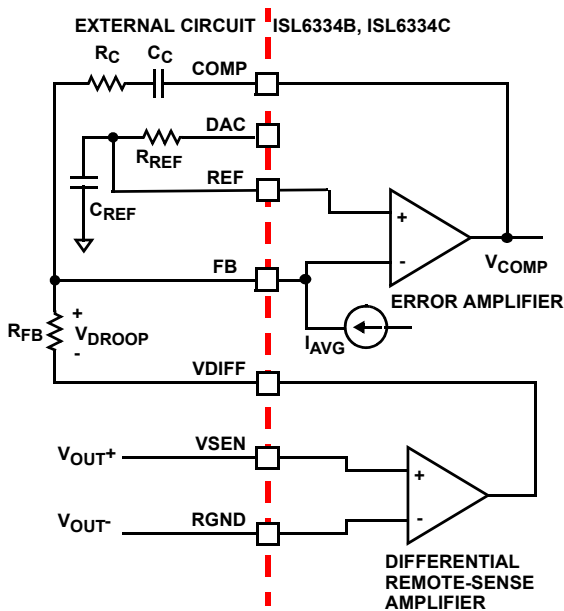 EXTERNAL CIRCUIT
ISL6334B, ISL6334C
RC
CC
COMP
DAC
RREF
REF
CREF
+
-
VCOMP
FB
ERROR AMPLIFIER
RFB
+
VDROOP
-
IAVG
VDIFF
VOUT+
VSEN
+
-
VOUT-
RGND
DIFFERENTIAL
REMOTE-SENSE
AMPLIFIER